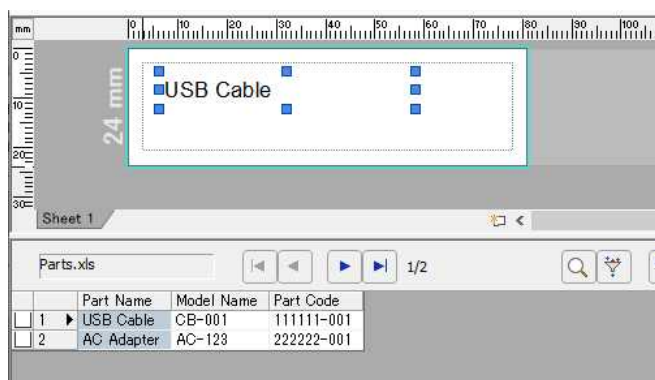 mm 0 10 20 30 40 50 60 70 80 90 100
0
10
20
30
24 mm
USB Cable
Sheet 1
Parts.xls 1/2
Part Name Model Name Part Code
1 USB Cable CB-001 111111-001
2 AC Adapter AC-123 222222-001